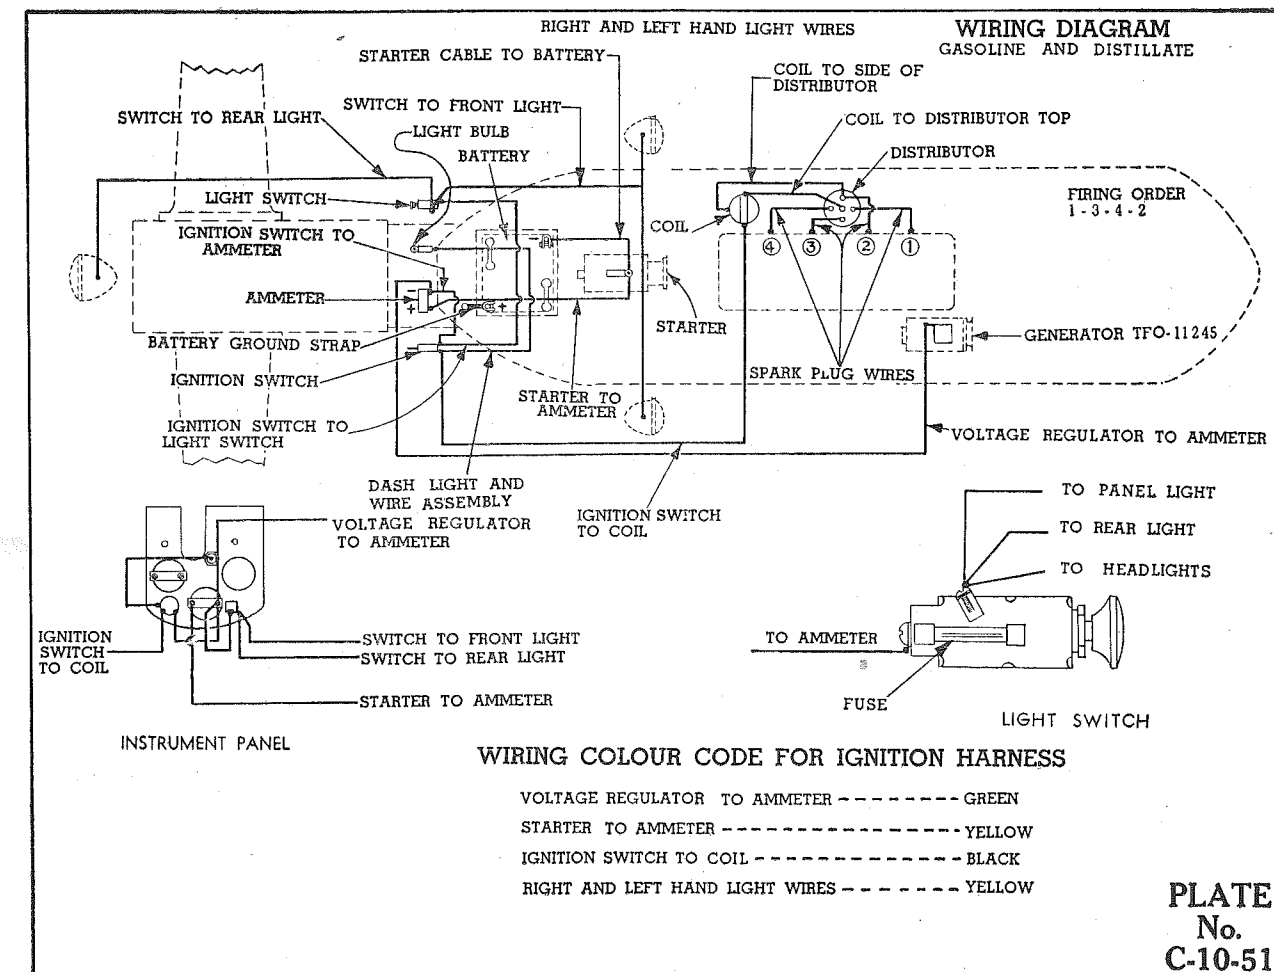 RIGHT AND LEFT HAND LIGHT WIRES
WIRING DIAGRAM
GASOLINE AND DISTILLATE
STARTER CABLE TO BATTERY
COIL TO SIDE OF
DISTRIBUTOR
SWITCH TO FRONT LIGHT
SWITCH TO REAR LIGHT
COIL TO DISTRIBUTOR TOP
LIGHT BULB
BATTERY
DISTRIBUTOR
LIGHT SWITCH
FIRING ORDER
1-3-4-2
COIL
IGNITION SWITCH TO
AMMETER
4 3 2 1
AMMETER
- +
+
STARTER
BATTERY GROUND STRAP
GENERATOR TFO-11245
IGNITION SWITCH
SPARK PLUG WIRES
STARTER TO
AMMETER
IGNITION SWITCH TO
LIGHT SWITCH
VOLTAGE REGULATOR TO AMMETER
DASH LIGHT AND
WIRE ASSEMBLY
IGNITION SWITCH
TO COIL
VOLTAGE REGULATOR
TO AMMETER
TO PANEL LIGHT
TO REAR LIGHT
TO HEADLIGHTS
IGNITION
SWITCH
TO COIL
SWITCH TO FRONT LIGHT
SWITCH TO REAR LIGHT
TO AMMETER
STARTER TO AMMETER
FUSE
LIGHT SWITCH
INSTRUMENT PANEL
WIRING COLOUR CODE FOR IGNITION HARNESS
VOLTAGE REGULATOR TO AMMETER -------- GREEN
STARTER TO AMMETER ----------------- YELLOW
IGNITION SWITCH TO COIL -------------- BLACK
RIGHT AND LEFT HAND LIGHT WIRES -------- YELLOW
PLATE
No.
C-10-51